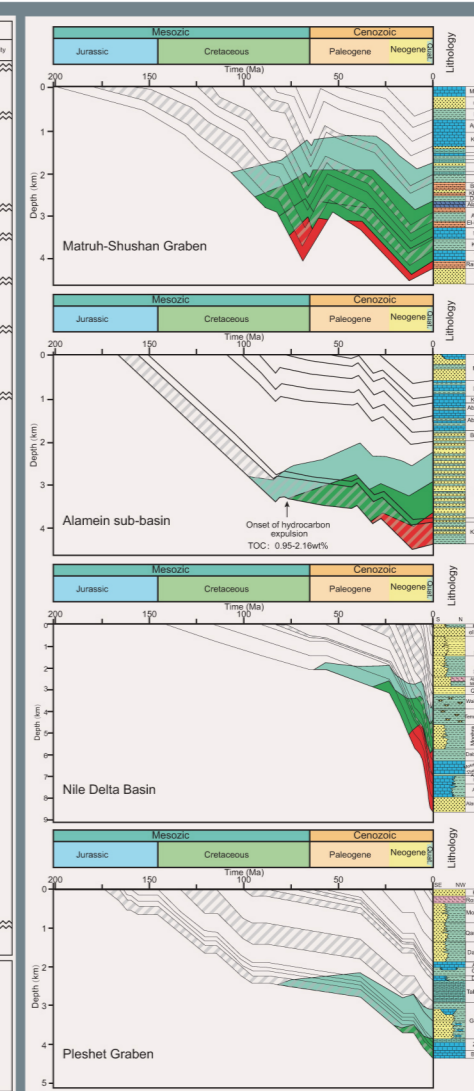 ty
Mesozic
Cenozoic
Lithology
Jurassic
Cretaceous
Paleogene
Neogene
Quat.
Time (Ma)
200
150
100
50
0
0
1
2
3
4
Depth (km)
Matruh-Shushan Graben
Mesozic
Cenozoic
Lithology
Jurassic
Cretaceous
Paleogene
Neogene
Quat.
Time (Ma)
200
150
100
50
0
0
1
2
3
4
Depth (km)
Alamein sub-basin
Onset of hydrocarbon
expulsion
TOC: 0.95-2.16wt%
Mesozic
Cenozoic
Lithology
Jurassic
Cretaceous
Paleogene
Neogene
Quat.
Time (Ma)
200
150
100
50
0
S N
0
1
2
3
4
5
6
7
8
9
Depth (km)
Nile Delta Basin
Mesozic
Cenozoic
Lithology
Jurassic
Cretaceous
Paleogene
Neogene
Quat.
Time (Ma)
200
150
100
50
0
SE NW
0
1
2
3
4
5
Depth (km)
Pleshet Graben